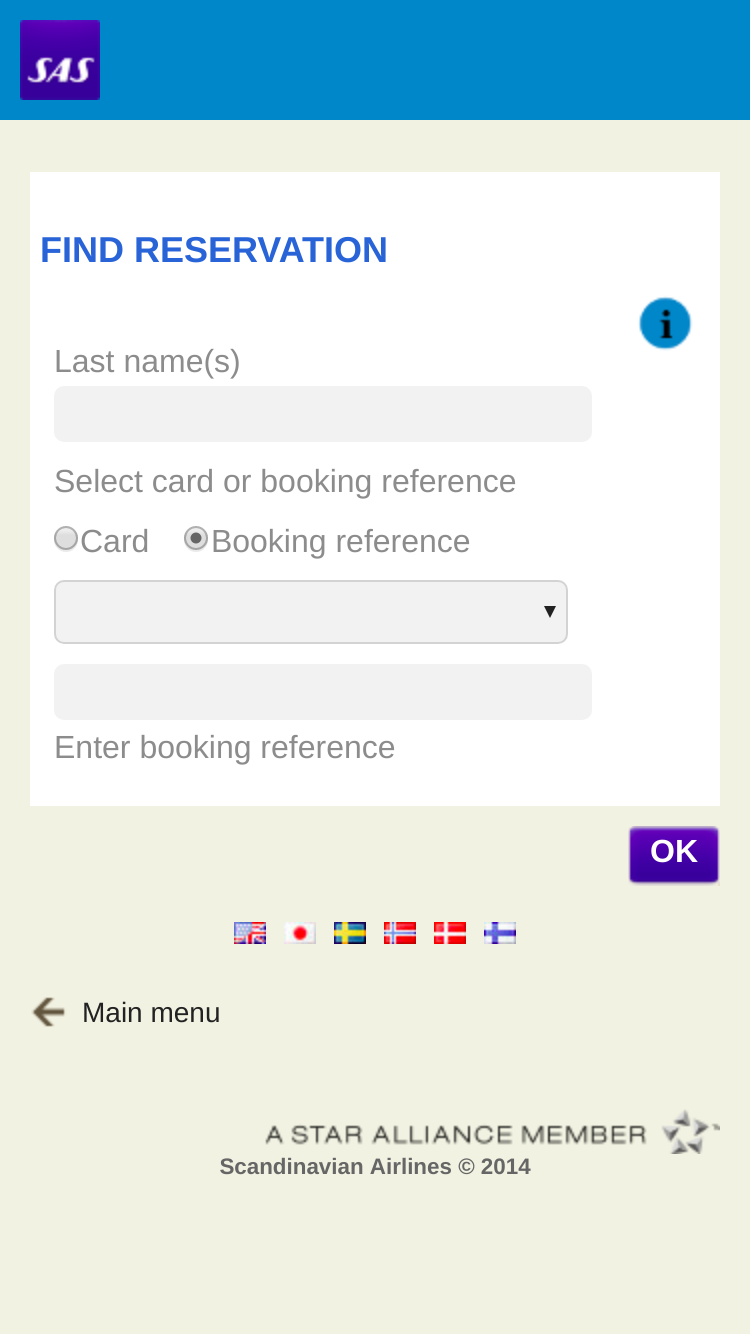 SAS
FIND RESERVATION
i
Last name(s)
Select card or booking reference
Card Booking reference
Enter booking reference
OK
Main menu
A STAR ALLIANCE MEMBER
Scandinavian Airlines © 2014